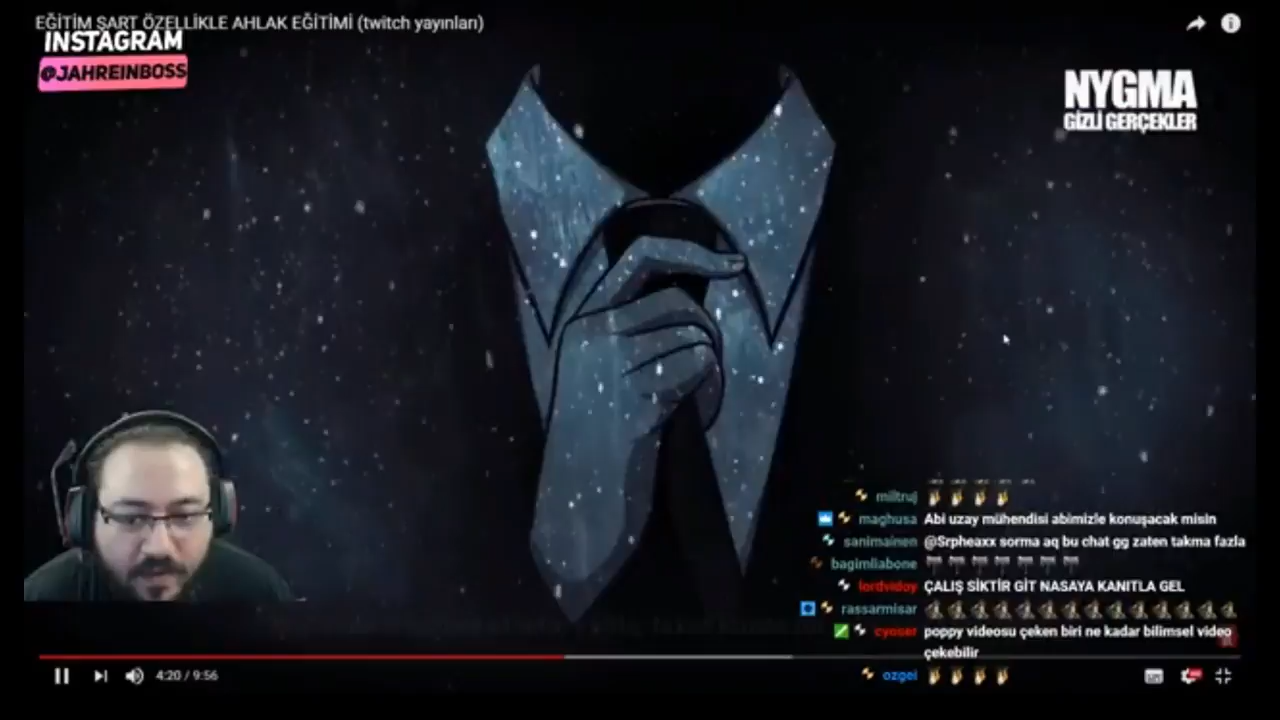 EĞİTİM ŞART ÖZELLİKLE AHLAK EĞİTİMİ (twitch yayınları)
INSTAGRAM
@JAHREINBOSS
NYGMA
GİZLİ GERÇEKLER
miltruj
maghusa Abi uzay mühendisi abimizle konuşacak misin
sanimainen @Srpheaxx sorma aq bu chat gg zaten takma fazla
bagimliabone
lordvidoy ÇALIŞ SİKTİR GİT NASAYA KANITLA GEL
rassarmisar
cyoser poppy videosu çeken biri ne kadar bilimsel video
çekebilir
ozgei
4:20 / 9:56